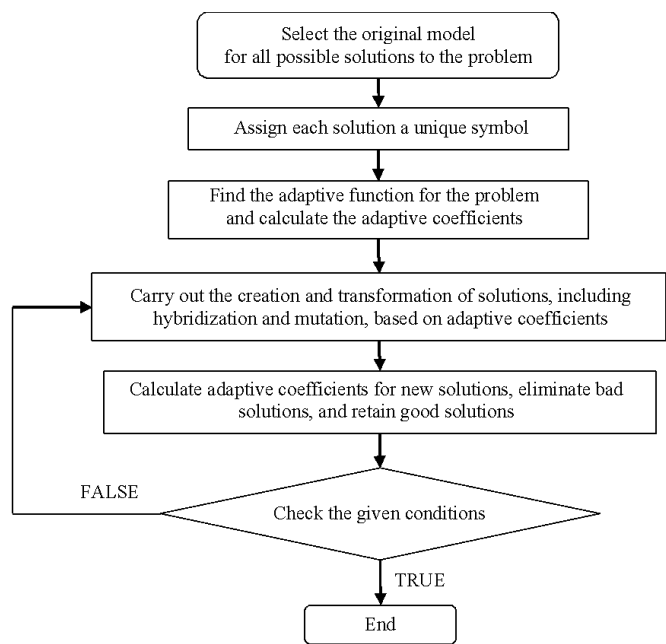 Select the original model
for all possible solutions to the problem
Assign each solution a unique symbol
Find the adaptive function for the problem
and calculate the adaptive coefficients
Carry out the creation and transformation of solutions, including
hybridization and mutation, based on adaptive coefficients
Calculate adaptive coefficients for new solutions, eliminate bad
solutions, and retain good solutions
FALSE
Check the given conditions
TRUE
End